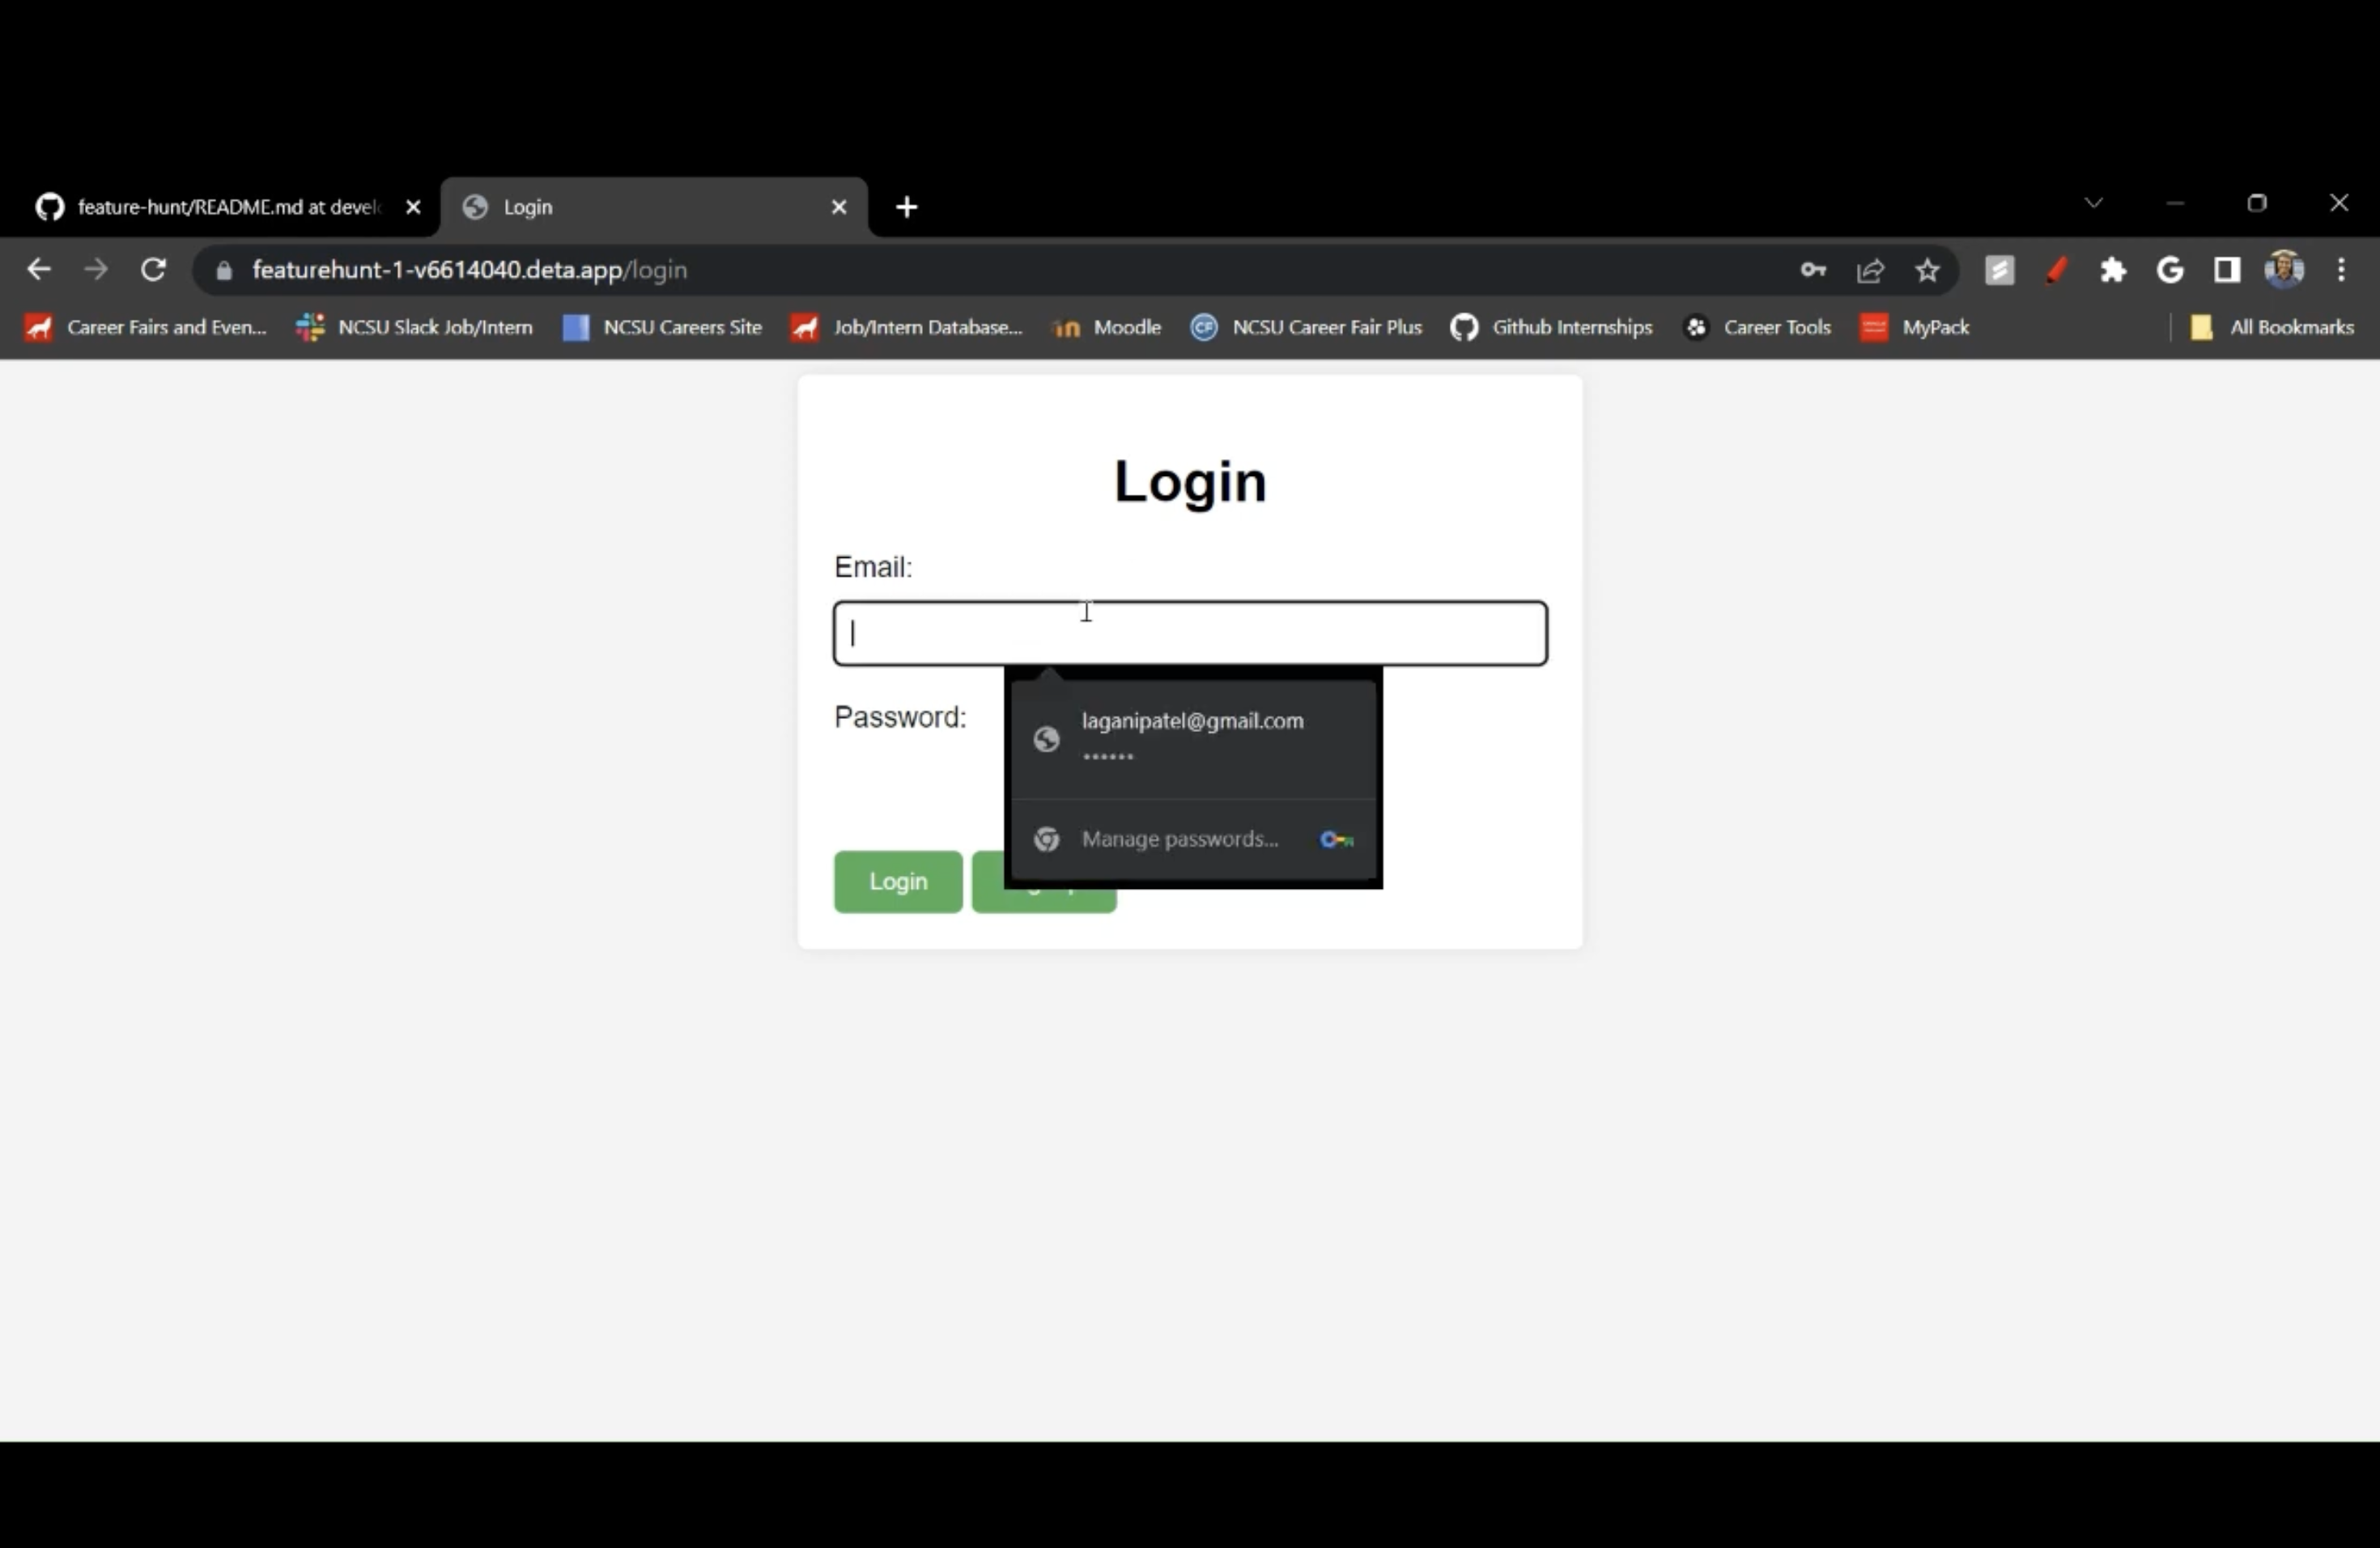 feature-hunt/README.md at devel
Login
featurehunt-1-v6614040.deta.app/login
Career Fairs and Even...
NCSU Slack Job/Intern
NCSU Careers Site
Job/Intern Database...
Moodle
NCSU Career Fair Plus
Github Internships
Career Tools
MyPack
All Bookmarks
Login
Email:
Password:
laganipatel@gmail.com
••••••
Manage passwords...
Login